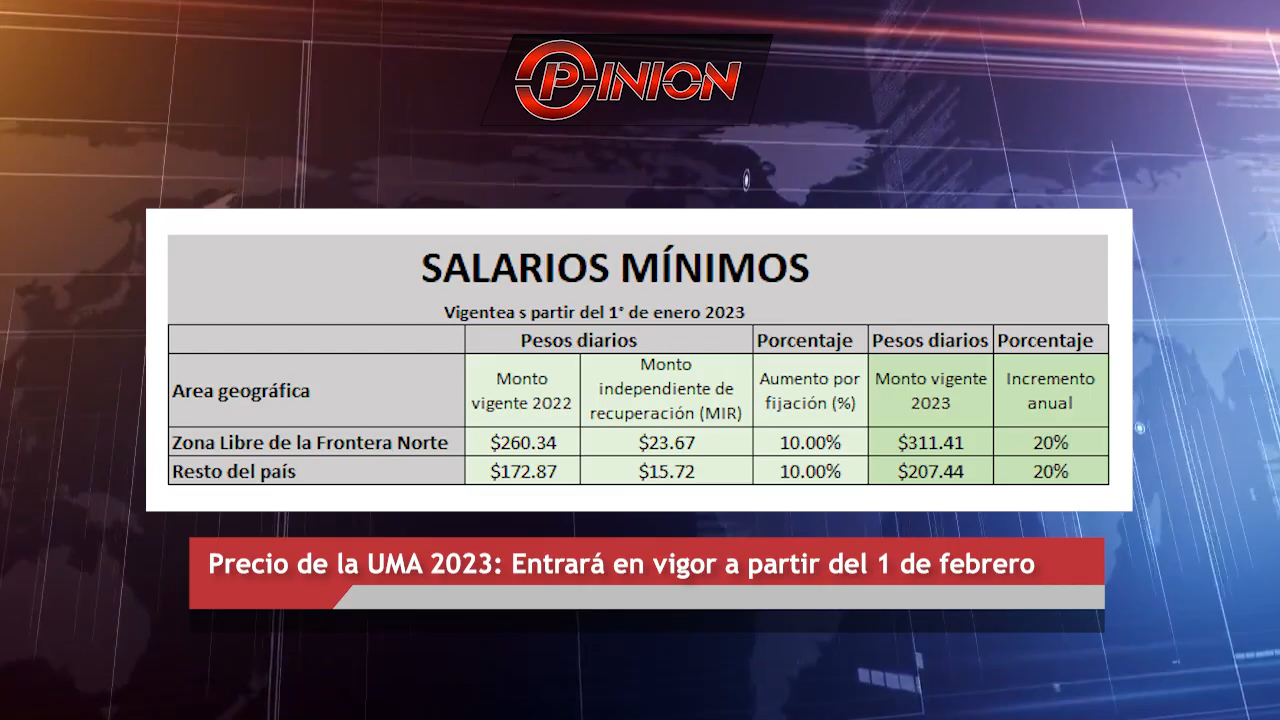 OPINION
SALARIOS MÍNIMOS
Vigentea s partir del 1° de enero 2023
Pesos diarios Porcentaje Pesos diarios Porcentaje
Area geográfica
Monto
vigente 2022
Monto
independiente de
recuperación (MIR)
Aumento por
fijación (%)
Monto vigente
2023
Incremento
anual
Zona Libre de la Frontera Norte $260.34 $23.67 10.00% $311.41 20%
Resto del país $172.87 $15.72 10.00% $207.44 20%
Precio de la UMA 2023: Entrará en vigor a partir del 1 de febrero